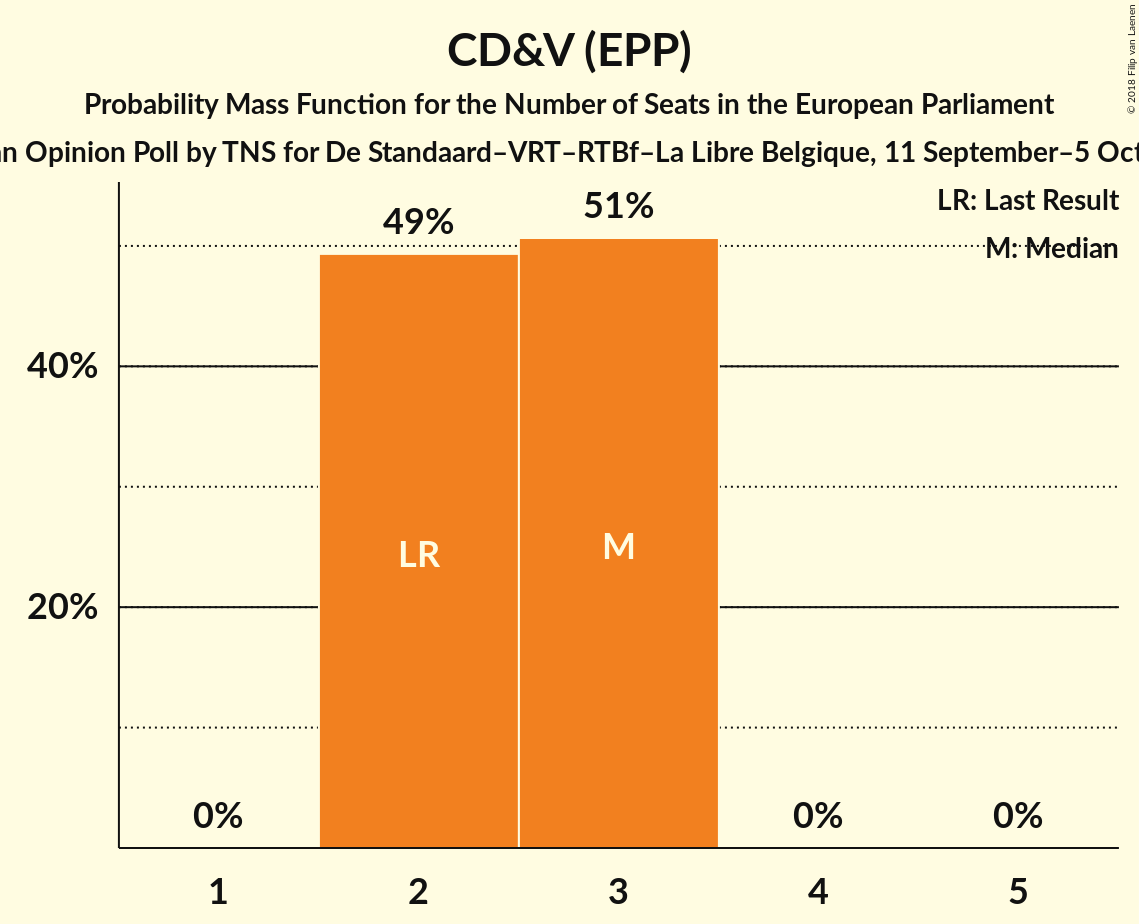 CD&V (EPP)
Probability Mass Function for the Number of Seats in the European Parliament
Opinion Poll by TNS for De Standaard–VRT–RTBf–La Libre Belgique, 11 September–5 Oct
© 2018 Filip van Laenen
LR: Last Result
M: Median
49%
51%
40%
20%
LR
M
0%
0%
0%
1
2
3
4
5